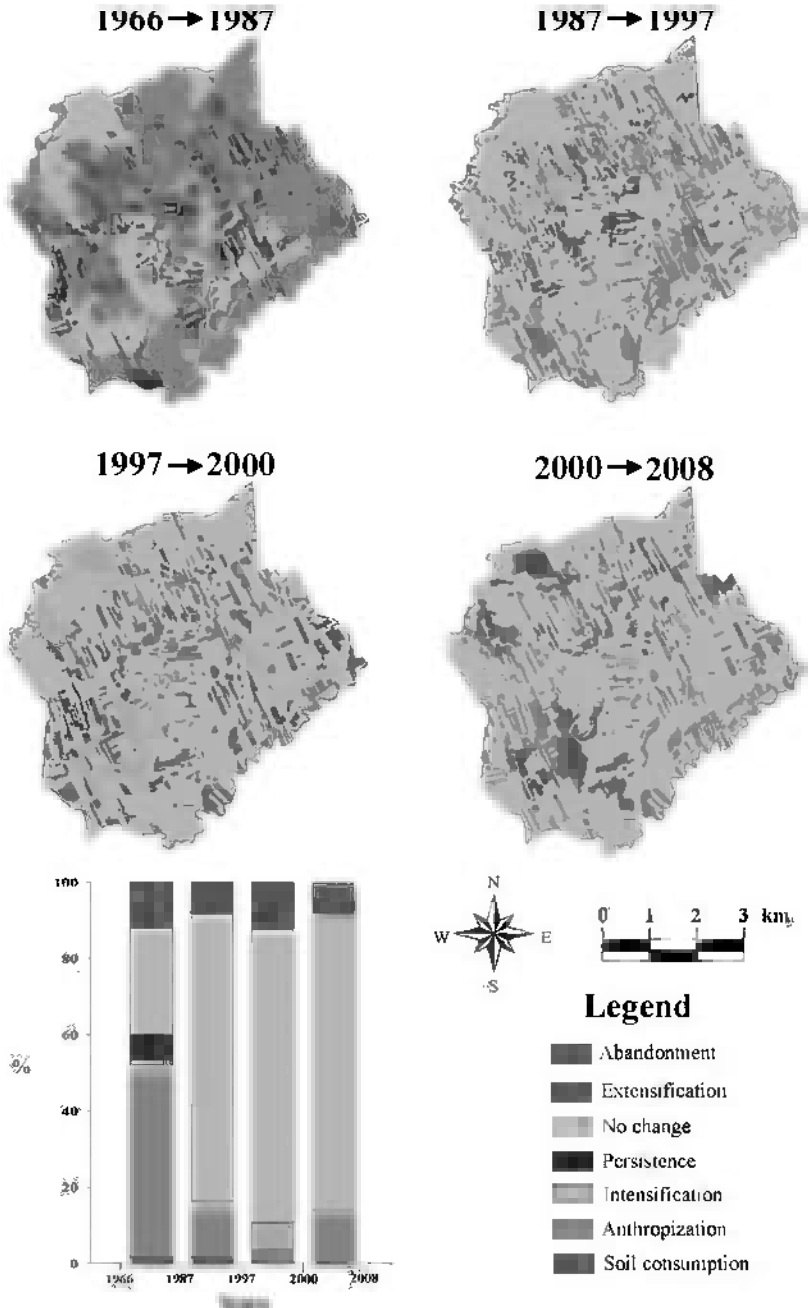 1966→1987
1987→1997
1997→2000
2000→2008
100
80
60
40
20
0
%
1966
1987
1997
2000
2008
N
W
E
S
0
1
2
3
km
Legend
Abandontment
Extensification
No change
Persistence
Intensification
Anthropization
Soil consumption